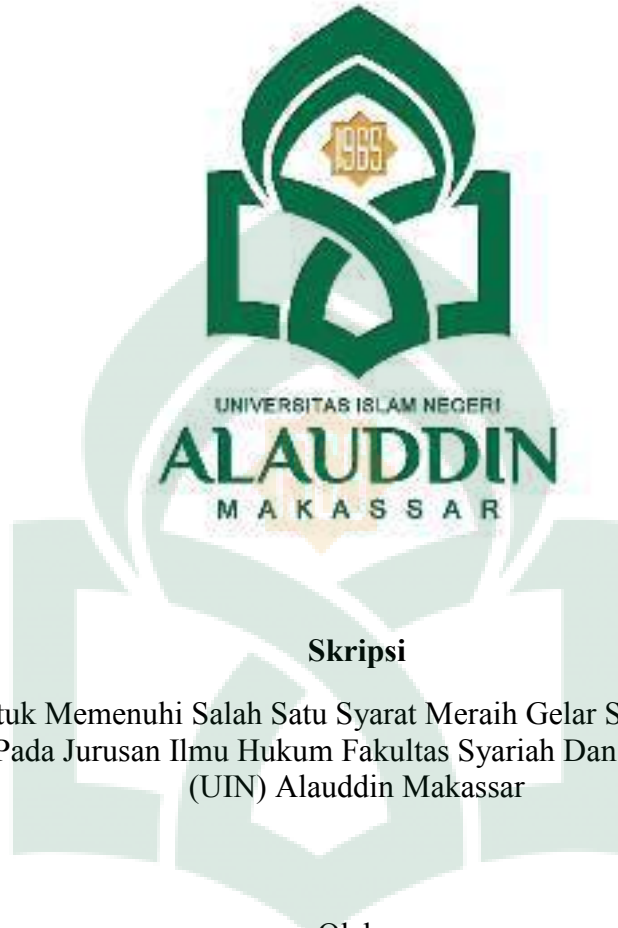 1965
UNIVERSITAS ISLAM NEGERI
ALAUDDIN
MAKASSAR
Skripsi
Memenuhi Salah Satu Syarat Meraih Gelar
Pada Jurusan Ilmu Hukum Fakultas Syariah Dan
(UIN) Alauddin Makassar